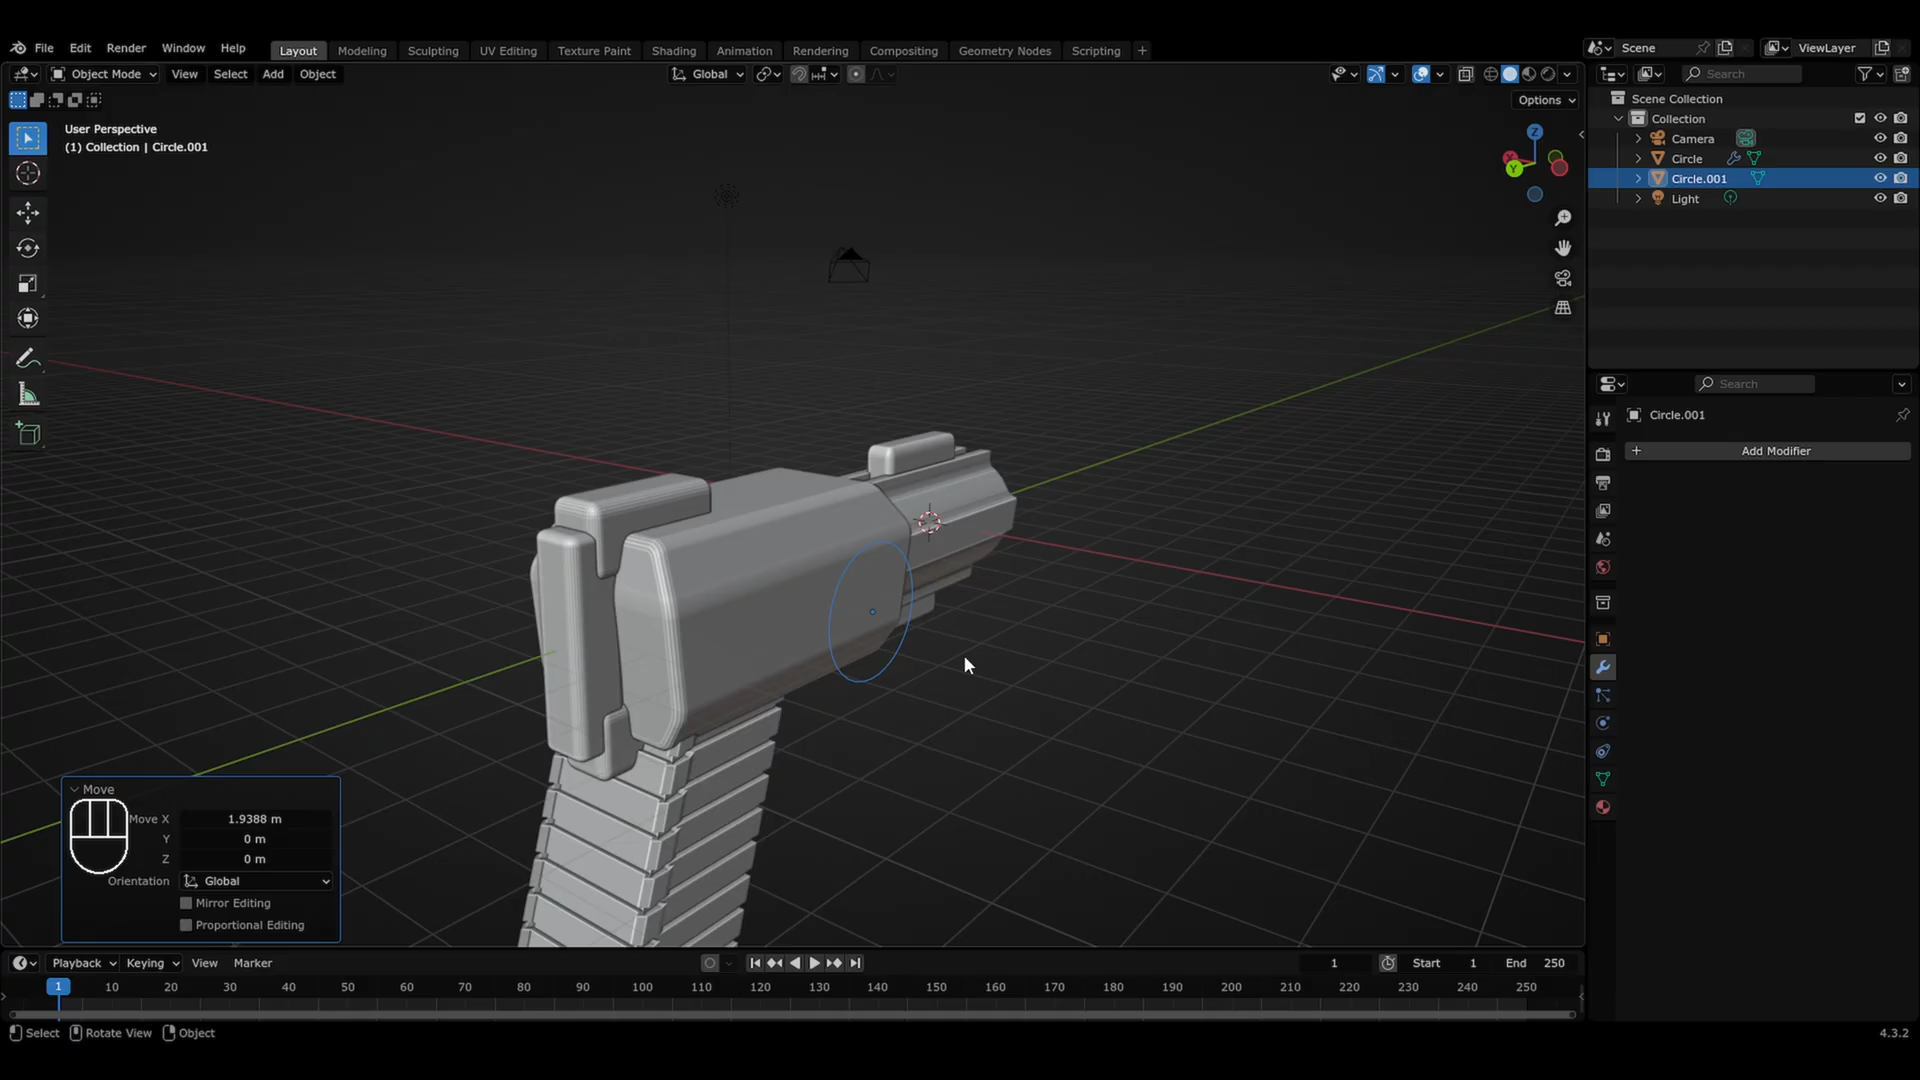 File Edit Render Window Help Layout Modeling Sculpting UV Editing Texture Paint Shading Animation Rendering Compositing Geometry Nodes Scripting + Scene ViewLayer
Object Mode View Select Add Object Global Search
Options
User Perspective
(1) Collection | Circle.001
Z
X
Y
Scene Collection
Collection
Camera
Circle
Circle.001
Light
Search
Circle.001
+ Add Modifier
Move
Move X 1.9388 m
Y 0 m
Z 0 m
Orientation Global
Mirror Editing
Proportional Editing
Playback Keying View Marker 1 Start 1 End 250
1 10 20 30 40 50 60 70 80 90 100 110 120 130 140 150 160 170 180 190 200 210 220 230 240 250
Select Rotate View Object 4.3.2